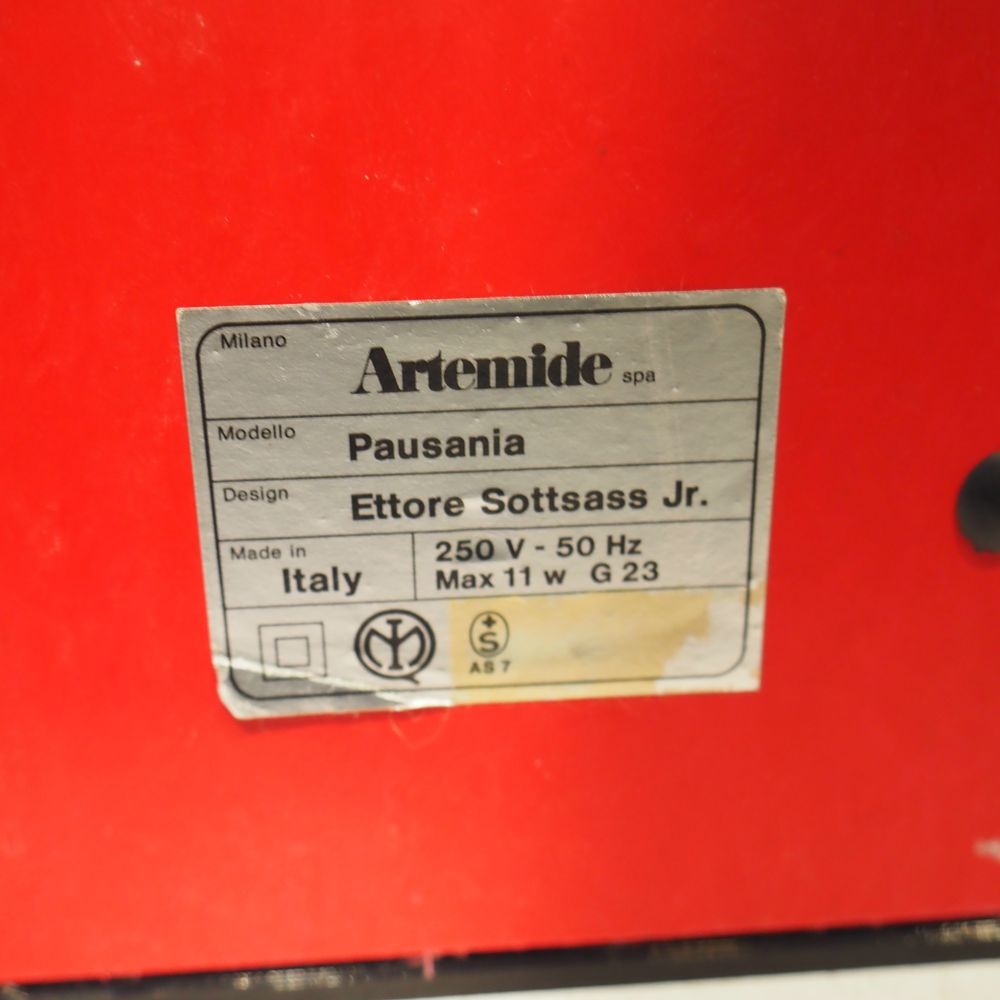 Milano
Artemide spa
Modello Pausania
Design Ettore Sottsass Jr.
Made in Italy
250 V - 50 Hz
Max 11 w G 23
S
AS 7